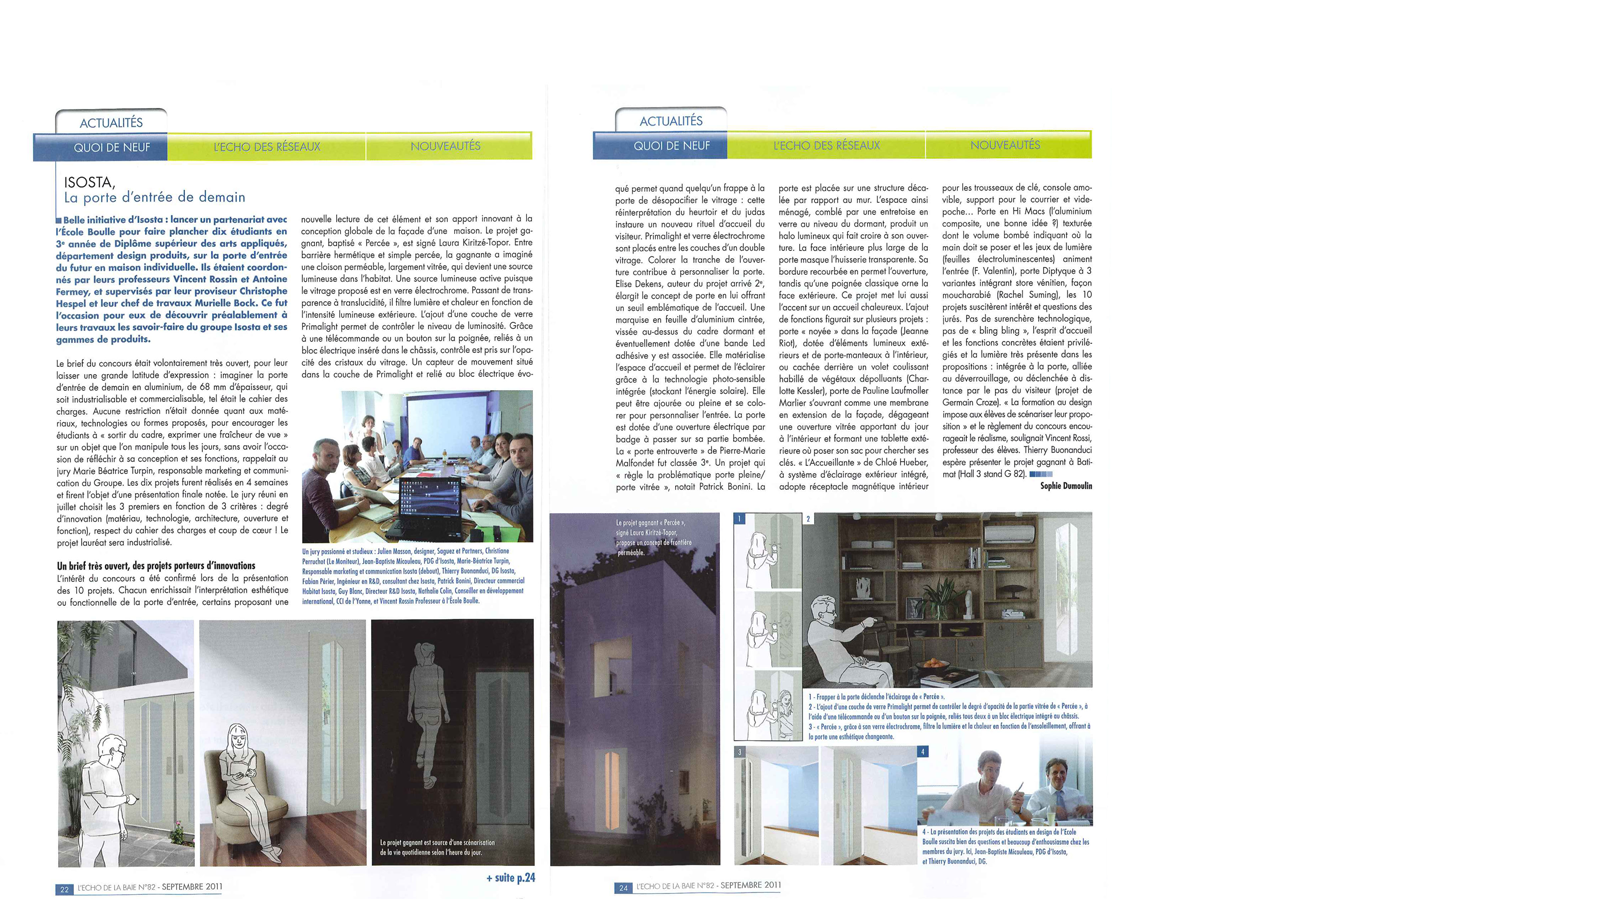 ACTUALITÉS
QUOI DE NEUF
L'ECHO DES RÉSEAUX
NOUVEAUTÉS
ISOSTA,
La porte d'entrée de demain
Belle initiative d'Isosta : lancer un partenariat avec
l'École Boulle pour faire plancher dix étudiants en
3e année de Diplôme supérieur des arts appliqués,
département design produits, sur la porte d'entrée
du futur en maison individuelle. Ils étaient coordon-
nés par leurs professeurs Vincent Rossin et Antoine
Fermey, et supervisés par leur proviseur Christophe
Hespel et leur chef de travaux Murielle Bock. Ce fut
l'occasion pour eux de découvrir préalablement à
leurs travaux les savoir-faire du groupe Isosta et ses
gammes de produits.
Le brief du concours était volontairement très ouvert, pour leur
laisser une grande latitude d'expression : imaginer la porte
d'entrée de demain en aluminium, de 68 mm d'épaisseur, qui
soit industrialisable et commercialisable, tel était le cahier des
charges. Aucune restriction n'était donnée quant aux maté-
riaux, technologies ou formes proposés, pour encourager les
étudiants à « sortir du cadre, exprimer une fraîcheur de vue »
sur un objet que l'on manipule tous les jours, sans avoir l'occa-
sion de réfléchir à sa conception et ses fonctions, rappelait au
jury Marie Béatrice Turpin, responsable marketing et communi-
cation du Groupe. Les dix projets furent réalisés en 4 semaines
et firent l'objet d'une présentation finale notée. Le jury réuni en
juillet choisit les 3 premiers en fonction de 3 critères : degré
d'innovation (matériau, technologie, architecture, ouverture et
fonction), respect du cahier des charges et coup de cœur ! Le
projet lauréat sera industrialisé.
Un brief très ouvert, des projets porteurs d'innovations
L'intérêt du concours a été confirmé lors de la présentation
des 10 projets. Chacun enrichissait l'interprétation esthétique
ou fonctionnelle de la porte d'entrée, certains proposant une
nouvelle lecture de cet élément et son apport innovant à la
conception globale de la façade d'une maison. Le projet ga-
gnant, baptisé « Percée », est signé Laura Kiritzé-Topor. Entre
barrière hermétique et simple percée, la gagnante a imaginé
une cloison perméable, largement vitrée, qui devient une source
lumineuse dans l'habitat. Une source lumineuse active puisque
le vitrage proposé est en verre électrochrome. Passant de trans-
parence à translucidité, il filtre lumière et chaleur en fonction de
l'intensité lumineuse extérieure. L'ajout d'une couche de verre
Primalight permet de contrôler le niveau de luminosité. Grâce
à une télécommande ou un bouton sur la poignée, reliés à un
bloc électrique inséré dans le châssis, contrôle est pris sur l'opa-
cité des cristaux du vitrage. Un capteur de mouvement situé
dans la couche de Primalight et relié au bloc électrique évo-
Un jury passionné et studieux : Julien Masson, designer, Saguez et Partners, Christiane
Perruchot (Le Moniteur), Jean-Baptiste Micouleau, PDG d'Isosta, Marie-Béatrice Turpin,
Responsable marketing et communication Isosta (debout), Thierry Buonanduci, DG Isosta,
Fabian Périer, Ingénieur en R&D, consultant chez Isosta, Patrick Bonini, Directeur commercial
Habitat Isosta, Guy Blanc, Directeur R&D Isosta, Nathalie Colin, Conseiller en développement
international, CCI de l'Yonne, et Vincent Rossin Professeur à l'École Boulle.
Le projet gagnant est source d'une scénarisation
de la vie quotidienne selon l'heure du jour.
+ suite p.24
22 L'ECHO DE LA BAIE N°82 - SEPTEMBRE 2011
ACTUALITÉS
QUOI DE NEUF
L'ECHO DES RÉSEAUX
NOUVEAUTÉS
qué permet quand quelqu'un frappe à la
porte de désopacifier le vitrage : cette
réinterprétation du heurtoir et du judas
instaure un nouveau rituel d'accueil du
visiteur. Primalight et verre électrochrome
sont placés entre les couches d'un double
vitrage. Colorer la tranche de l'ouver-
ture contribue à personnaliser la porte.
Elise Dekens, auteur du projet arrivé 2e,
élargit le concept de porte en lui offrant
un seuil emblématique de l'accueil. Une
marquise en feuille d'aluminium cintrée,
vissée au-dessus du cadre dormant et
éventuellement dotée d'une bande Led
adhésive y est associée. Elle matérialise
l'espace d'accueil et permet de l'éclairer
grâce à la technologie photo-sensible
intégrée (stockant l'énergie solaire). Elle
peut être ajourée ou pleine et se colo-
rer pour personnaliser l'entrée. La porte
est dotée d'une ouverture électrique par
badge à passer sur sa partie bombée.
La « porte entrouverte » de Pierre-Marie
Malfondet fut classée 3e. Un projet qui
« règle la problématique porte pleine/
porte vitrée », notait Patrick Bonini. La
porte est placée sur une structure déca-
lée par rapport au mur. L'espace ainsi
ménagé, comblé par une entretoise en
verre au niveau du dormant, produit un
halo lumineux qui fait croire à son ouver-
ture. La face intérieure plus large de la
porte masque l'huisserie transparente. Sa
bordure recourbée en permet l'ouverture,
tandis qu'une poignée classique orne la
face extérieure. Ce projet met lui aussi
l'accent sur un accueil chaleureux. L'ajout
de fonctions figurait sur plusieurs projets :
porte « noyée » dans la façade (Jeanne
Riot), dotée d'éléments lumineux exté-
rieurs et de porte-manteaux à l'intérieur,
ou cachée derrière un volet coulissant
habillé de végétaux dépolluants (Char-
lotte Kessler), porte de Pauline Laufmoller
Marlier s'ouvrant comme une membrane
en extension de la façade, dégageant
une ouverture vitrée apportant du jour
à l'intérieur et formant une tablette exté-
rieure où poser son sac pour chercher ses
clés. « L'Accueillante » de Chloé Hueber,
à système d'éclairage extérieur intégré,
adopte réceptacle magnétique intérieur
pour les trousseaux de clé, console amo-
vible, support pour le courrier et vide-
poche... Porte en Hi Macs (l'aluminium
composite, une bonne idée ?) texturée
dont le volume bombé indiquant où la
main doit se poser et les jeux de lumière
(feuilles électroluminescentes) animent
l'entrée (F. Valentin), porte Diptyque à 3
variantes intégrant store vénitien, façon
moucharabié (Rachel Suming), les 10
projets suscitèrent intérêt et questions des
jurés. Pas de surenchère technologique,
pas de « bling bling », l'esprit d'accueil
et les fonctions concrètes étaient privilé-
giés et la lumière très présente dans les
propositions : intégrée à la porte, alliée
au déverrouillage, ou déclenchée à dis-
tance par le pas du visiteur (projet de
Germain Croze). « La formation au design
impose aux élèves de scénariser leur propo-
sition » et le règlement du concours encou-
rageait le réalisme, soulignait Vincent Rossi,
professeur des élèves. Thierry Buonanduci
espère présenter le projet gagnant à Bati-
mat (Hall 3 stand G 82).
Sophie Dumoulin
Le projet gagnant « Percée »,
signé Laura Kiritzé-Topor,
propose un concept de frontière
perméable.
1
2
1 - Frapper à la porte déclenche l'éclairage de « Percée ».
2 - L'ajout d'une couche de verre Primalight permet de contrôler le degré d'opacité de la partie vitrée de « Percée », à
l'aide d'une télécommande ou d'un bouton sur la poignée, reliés tous deux à un bloc électrique intégré au châssis.
3 - « Percée », grâce à son verre électrochrome, filtre la lumière et la chaleur en fonction de l'ensoleillement, offrant à
la porte une esthétique changeante.
3
4
4 - La présentation des projets des étudiants en design de l'Ecole
Boulle suscita bien des questions et beaucoup d'enthousiasme chez les
membres du jury. Ici, Jean-Baptiste Micouleau, PDG d'Isosta,
et Thierry Buonanduci, DG.
24 L'ECHO DE LA BAIE N°82 - SEPTEMBRE 2011